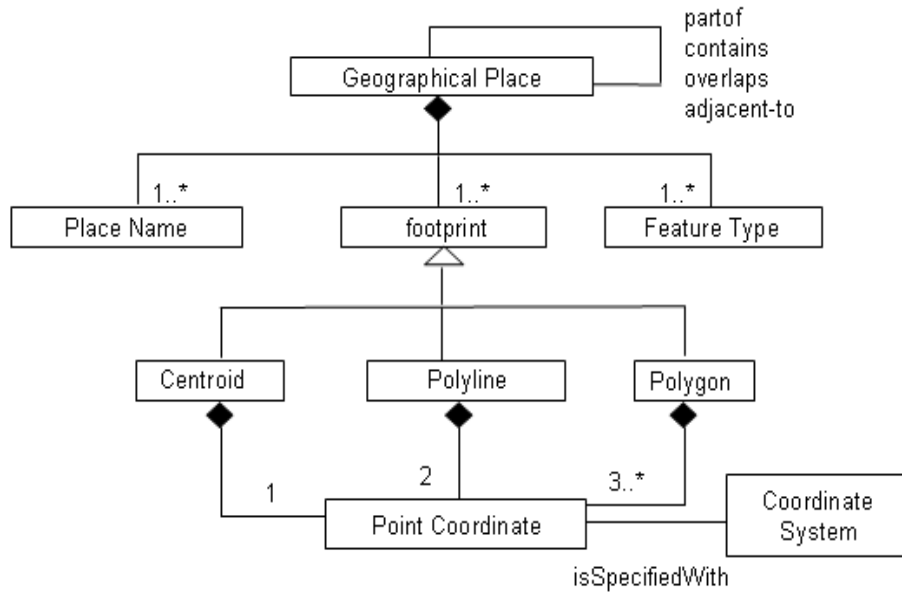 partof
contains
overlaps
adjacent-to
Geographical Place
1..*
1..*
1..*
Place Name
footprint
Feature Type
Centroid
Polyline
Polygon
1
2
3..*
Point Coordinate
Coordinate
System
isSpecifiedWith